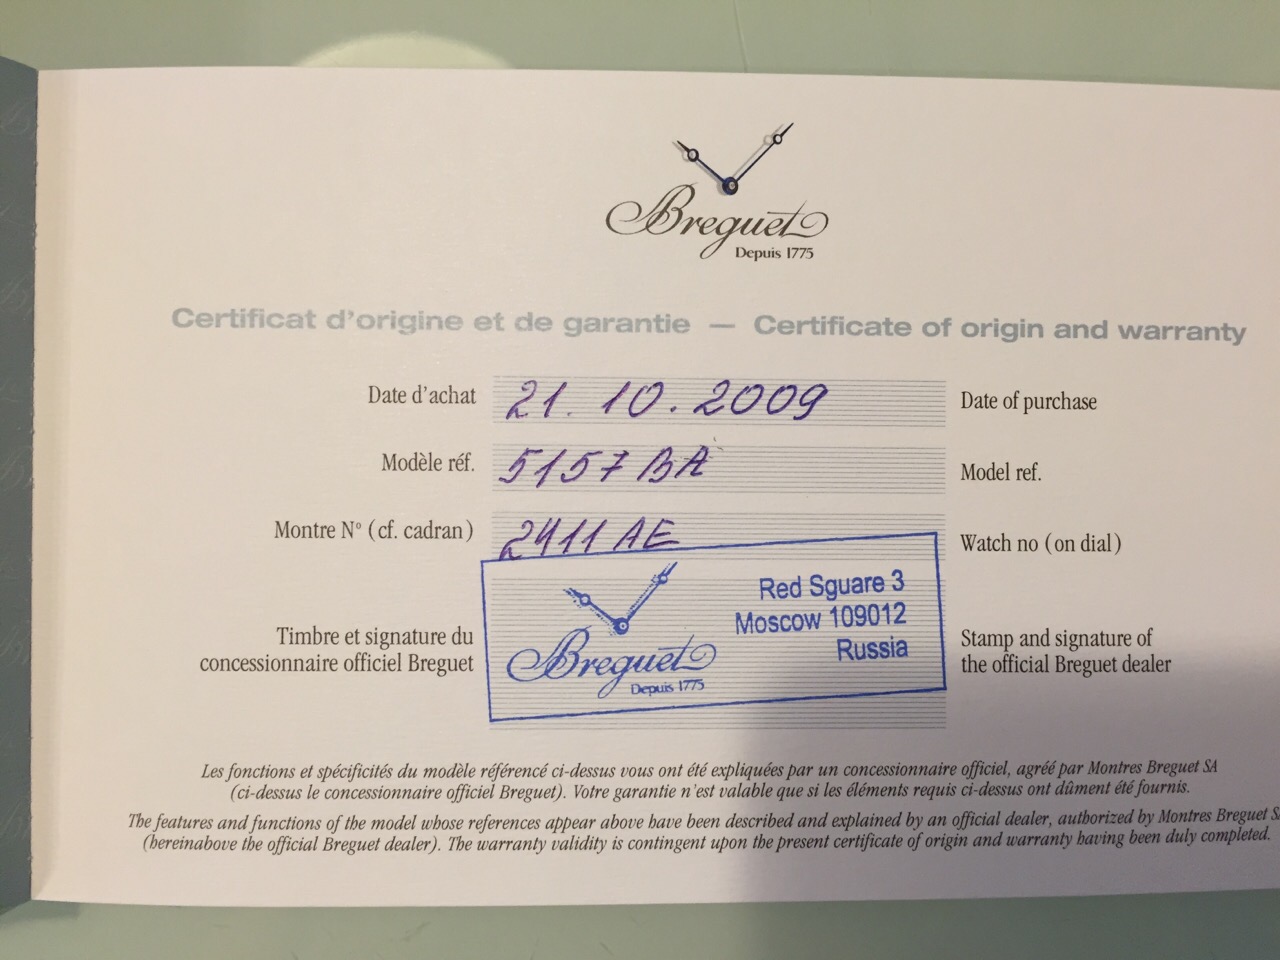 Breguet
Depuis 1775
Certificat d'origine et de garantie — Certificate of origin and warranty
Date d'achat 21.10.2009 Date of purchase
Modèle réf. 5157 BA Model ref.
Montre N° (cf. cadran) 2411 AE Watch no (on dial)
Timbre et signature du
concessionnaire officiel Breguet
Breguet
Depuis 1775
Red Sguare 3
Moscow 109012
Russia
Stamp and signature of
the official Breguet dealer
Les fonctions et spécificités du modèle référencé ci-dessus vous ont été expliquées par un concessionnaire officiel, agréé par Montres Breguet SA
(ci-dessus le concessionnaire officiel Breguet). Votre garantie n'est valable que si les éléments requis ci-dessus ont dûment été fournis.
The features and functions of the model whose references appear above have been described and explained by an official dealer, authorized by Montres Breguet S
(hereinabove the official Breguet dealer). The warranty validity is contingent upon the present certificate of origin and warranty having been duly completed.